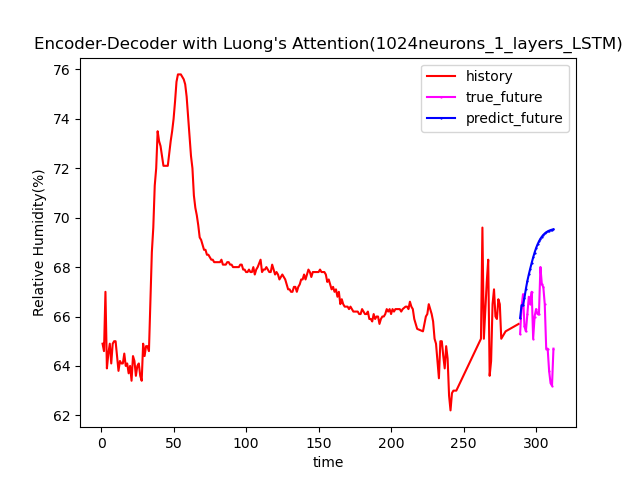 Encoder-Decoder with Luong's Attention(1024neurons_1_layers_LSTM)
history
true_future
predict_future
Relative Humidity(%)
76
74
72
70
68
66
64
62
0 50 100 150 200 250 300
time